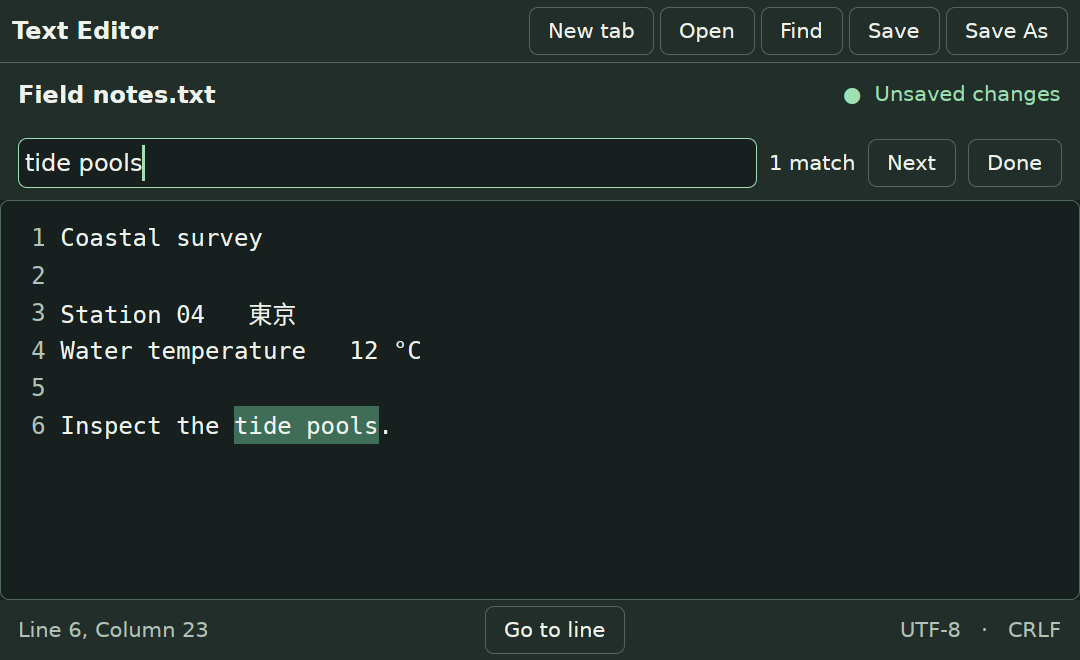 Text Editor New tab Open Find Save Save As
Field notes.txt Unsaved changes
tide pools 1 match Next Done
1 Coastal survey
2
3 Station 04   東京
4 Water temperature   12 °C
5
6 Inspect the tide pools.
Line 6, Column 23 Go to line UTF-8 · CRLF